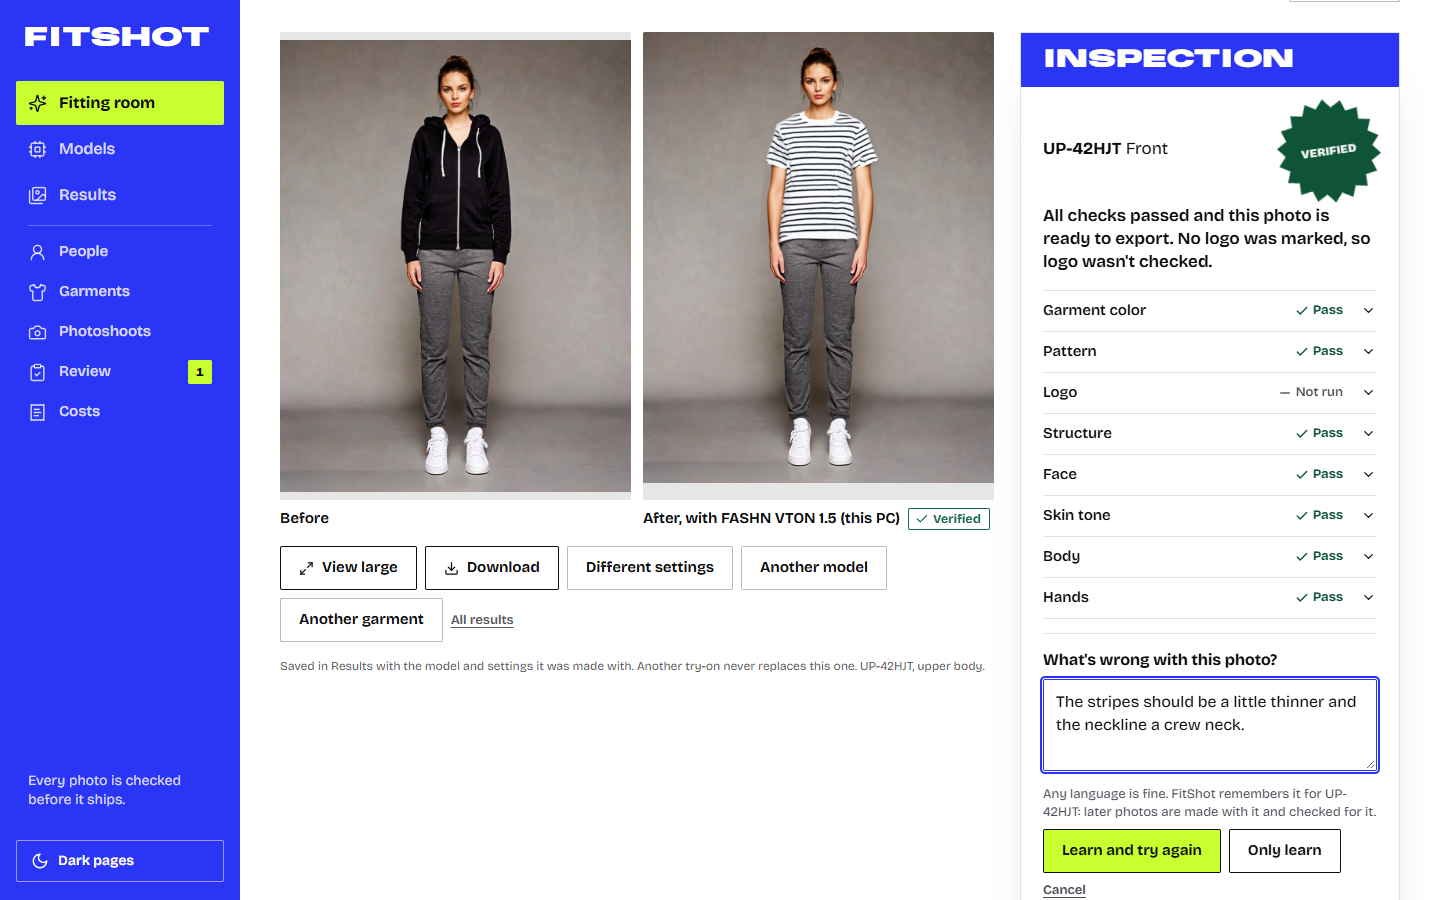 FITSHOT
Fitting room
Models
Results
People
Garments
Photoshoots
Review
1
Costs
Every photo is checked
before it ships.
Dark pages
Before
After, with FASHN VTON 1.5 (this PC)
Verified
View large
Download
Different settings
Another model
Another garment
All results
Saved in Results with the model and settings it was made with. Another try-on never replaces this one. UP-42HJT, upper body.
INSPECTION
UP-42HJT Front
VERIFIED
All checks passed and this photo is
ready to export. No logo was marked, so
logo wasn't checked.
Garment color Pass
Pattern Pass
Logo Not run
Structure Pass
Face Pass
Skin tone Pass
Body Pass
Hands Pass
What's wrong with this photo?
The stripes should be a little thinner and
the neckline a crew neck.
Any language is fine. FitShot remembers it for UP-
42HJT: later photos are made with it and checked for it.
Learn and try again
Only learn
Cancel